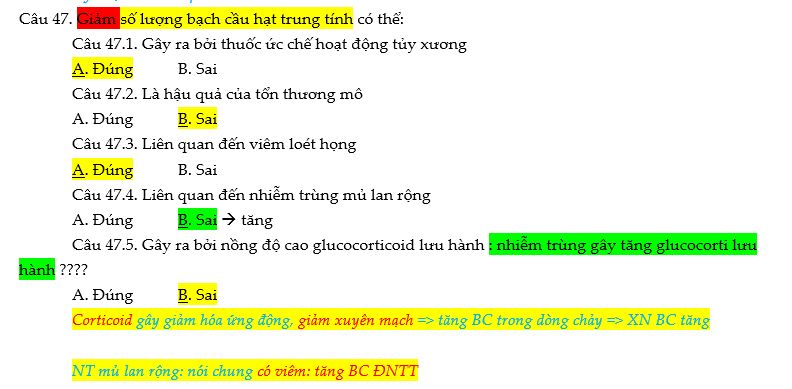 Câu 47. Giảm số lượng bạch cầu hạt trung tính có thể:
Câu 47.1. Gây ra bởi thuốc ức chế hoạt động tủy xương
A. Đúng B. Sai
Câu 47.2. Là hậu quả của tổn thương mô
A. Đúng B. Sai
Câu 47.3. Liên quan đến viêm loét họng
A. Đúng B. Sai
Câu 47.4. Liên quan đến nhiễm trùng mủ lan rộng
A. Đúng B. Sai → tăng
Câu 47.5. Gây ra bởi nồng độ cao glucocorticoid lưu hành : nhiễm trùng gây tăng glucocorti lưu
hành ????
A. Đúng B. Sai
Corticoid gây giảm hóa ứng động, giảm xuyên mạch => tăng BC trong dòng chảy => XN BC tăng
NT mủ lan rộng: nói chung có viêm: tăng BC ĐNTT